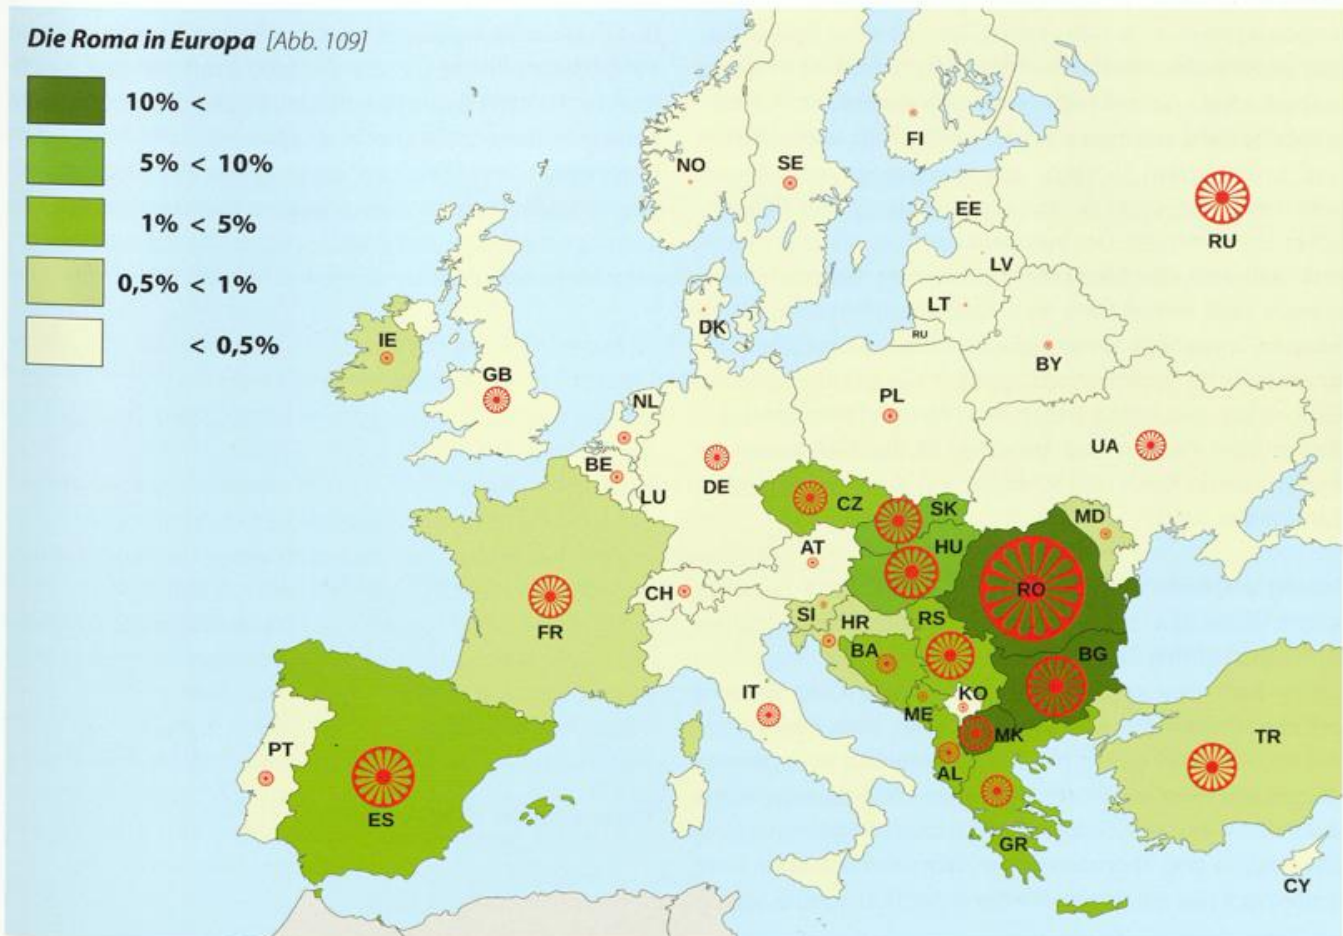 Die Roma in Europa [Abb. 109]
10% <
5% < 10%
1% < 5%
0,5% < 1%
< 0,5%
NO
SE
FI
EE
RU
LV
LT
RU
DK
IE
GB
BY
NL
PL
BE
UA
LU
DE
CZ
SK
MD
AT
HU
CH
RO
SI
HR
RS
FR
BA
BG
IT
KO
ME
MK
PT
TR
AL
ES
GR
CY